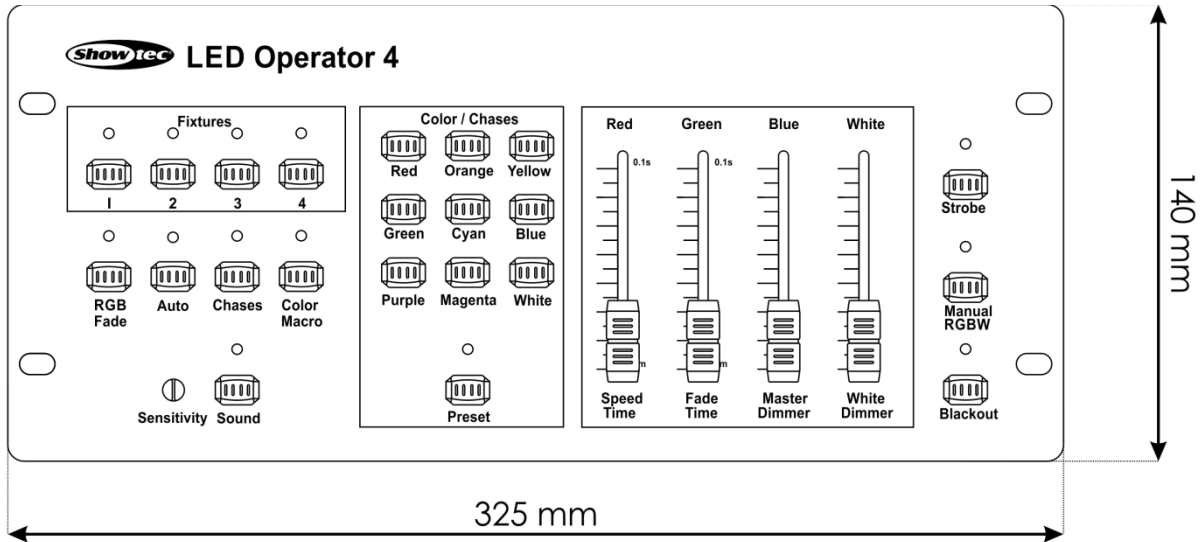 Showtec LED Operator 4
Fixtures
1 2 3 4
RGB
Fade
Auto
Chases
Color
Macro
Sensitivity
Sound
Color / Chases
Red Orange Yellow
Green Cyan Blue
Purple Magenta White
Preset
Red Green Blue White
0.1s 0.1s
m m
Speed
Time
Fade
Time
Master
Dimmer
White
Dimmer
Strobe
Manual
RGBW
Blackout
140 mm
325 mm